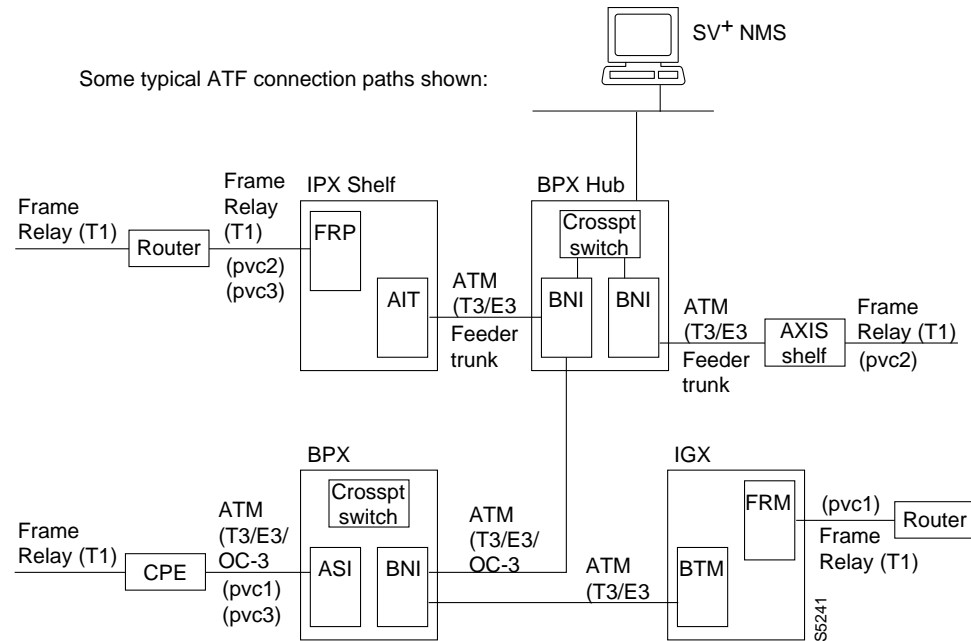 SV+ NMS
Some typical ATF connection paths shown:
IPX Shelf
BPX Hub
Frame
Relay (T1)
Router
Frame
Relay
(T1)
(pvc2)
(pvc3)
FRP
AIT
ATM
(T3/E3
Feeder
trunk
Crosspt
switch
BNI
BNI
ATM
(T3/E3
Feeder
trunk
AXIS
shelf
Frame
Relay (T1)
(pvc2)
BPX
IGX
Frame
Relay (T1)
CPE
ATM
(T3/E3/
OC-3
(pvc1)
(pvc3)
Crosspt
switch
ASI
BNI
ATM
(T3/E3/
OC-3
ATM
(T3/E3
FRM
BTM
(pvc1)
Frame
Relay (T1)
Router
S5241